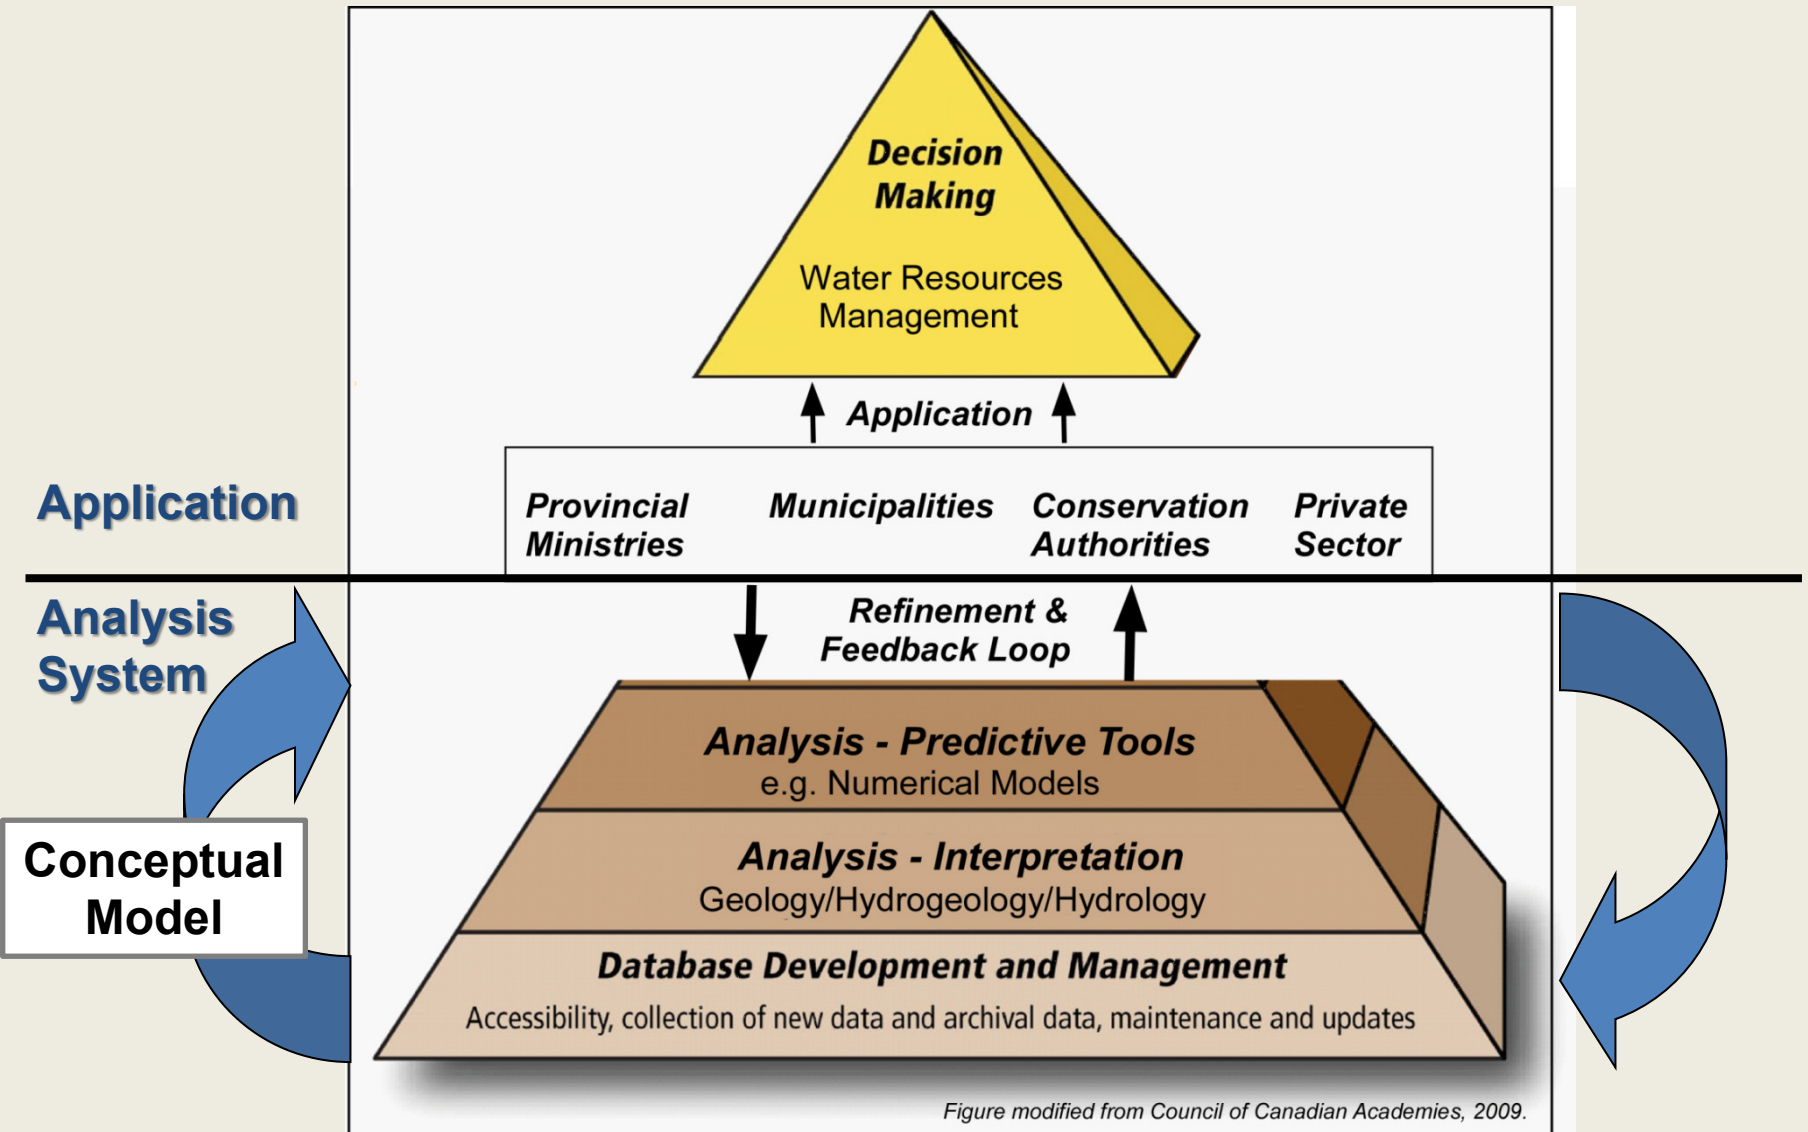 Decision
Making
Water Resources
Management
Application
Provincial
Ministries
Municipalities
Conservation
Authorities
Private
Sector
Application
Analysis
System
Refinement &
Feedback Loop
Analysis - Predictive Tools
e.g. Numerical Models
Analysis - Interpretation
Geology/Hydrogeology/Hydrology
Conceptual
Model
Database Development and Management
Accessibility, collection of new data and archival data, maintenance and updates
Figure modified from Council of Canadian Academies, 2009.